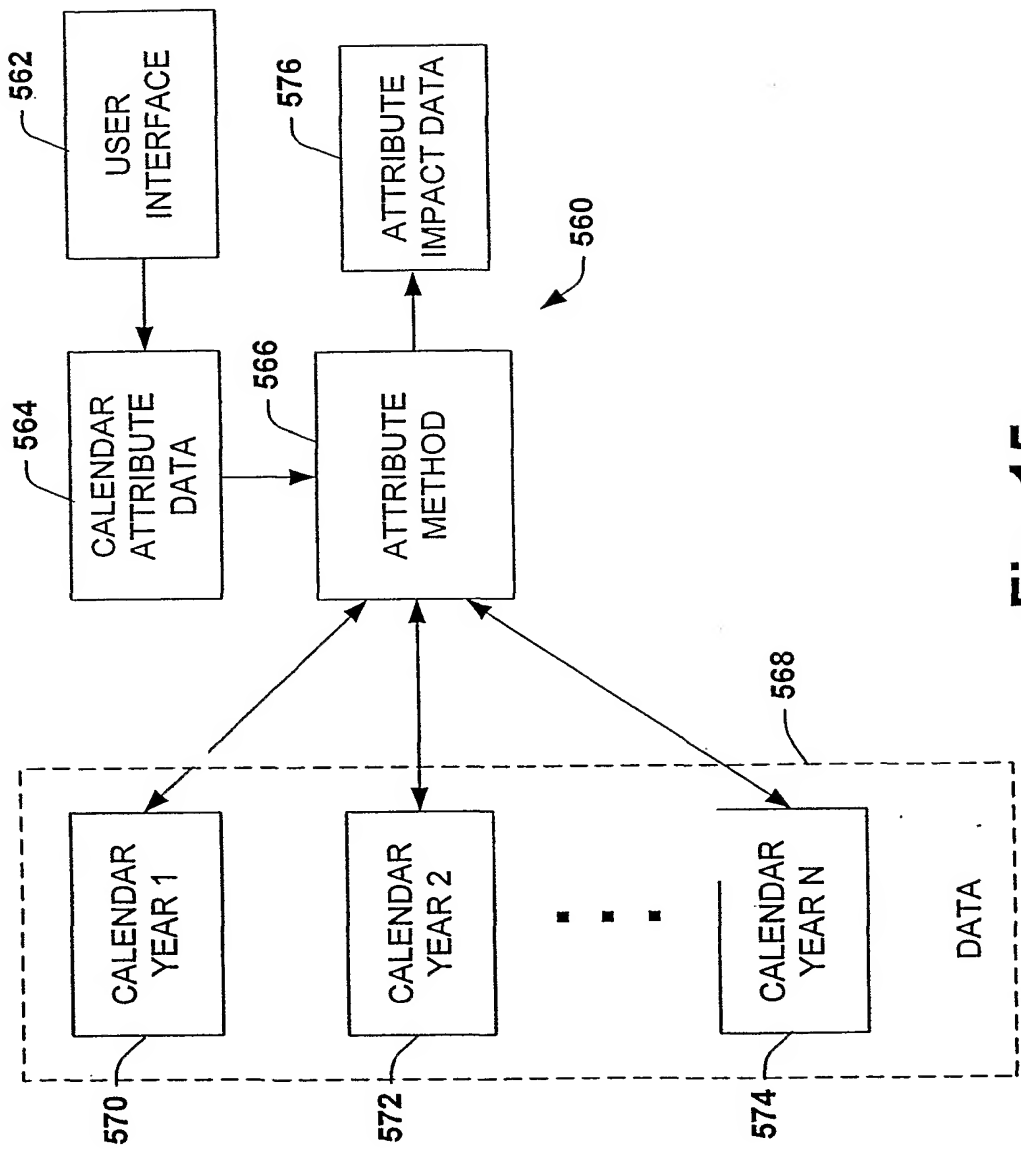 562
564
USER
INTERFACE
CALENDAR
ATTRIBUTE
DATA
570
CALENDAR
YEAR 1
566
576
ATTRIBUTE
METHOD
ATTRIBUTE
IMPACT DATA
572
CALENDAR
YEAR 2
560
574
CALENDAR
YEAR N
568
DATA